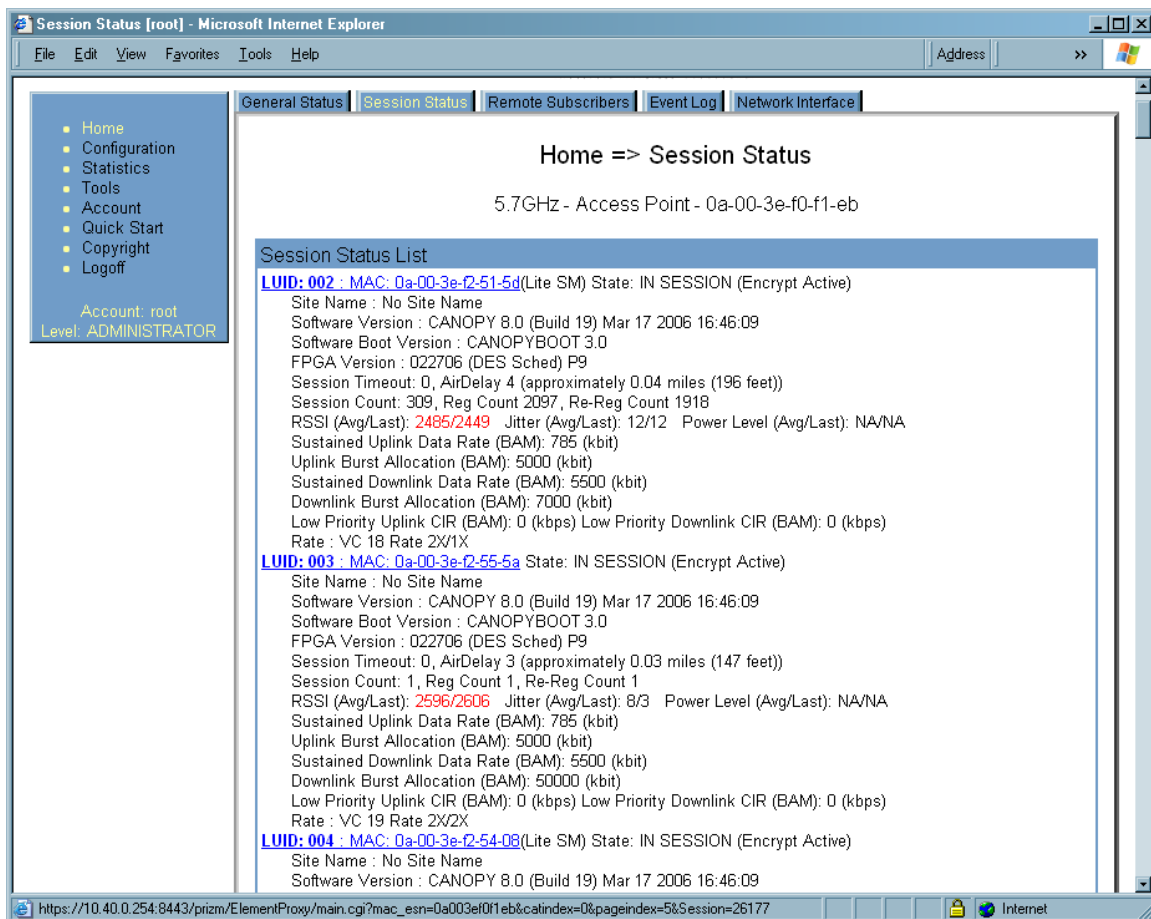 Session Status [root] - Microsoft Internet Explorer
File Edit View Favorites Tools Help Address »
General Status Session Status Remote Subscribers Event Log Network Interface
Home
Configuration
Statistics
Tools
Account
Quick Start
Copyright
Logoff
Account: root
Level: ADMINISTRATOR
Home => Session Status
5.7GHz - Access Point - 0a-00-3e-f0-f1-eb
Session Status List
LUID: 002 : MAC: 0a-00-3e-f2-51-5d(Lite SM) State: IN SESSION (Encrypt Active)
Site Name : No Site Name
Software Version : CANOPY 8.0 (Build 19) Mar 17 2006 16:46:09
Software Boot Version : CANOPYBOOT 3.0
FPGA Version : 022706 (DES Sched) P9
Session Timeout: 0, AirDelay 4 (approximately 0.04 miles (196 feet))
Session Count: 309, Reg Count 2097, Re-Reg Count 1918
RSSI (Avg/Last): 2485/2449 Jitter (Avg/Last): 12/12 Power Level (Avg/Last): NA/NA
Sustained Uplink Data Rate (BAM): 785 (kbit)
Uplink Burst Allocation (BAM): 5000 (kbit)
Sustained Downlink Data Rate (BAM): 5500 (kbit)
Downlink Burst Allocation (BAM): 7000 (kbit)
Low Priority Uplink CIR (BAM): 0 (kbps) Low Priority Downlink CIR (BAM): 0 (kbps)
Rate : VC 18 Rate 2X/1X
LUID: 003 : MAC: 0a-00-3e-f2-55-5a State: IN SESSION (Encrypt Active)
Site Name : No Site Name
Software Version : CANOPY 8.0 (Build 19) Mar 17 2006 16:46:09
Software Boot Version : CANOPYBOOT 3.0
FPGA Version : 022706 (DES Sched) P9
Session Timeout: 0, AirDelay 3 (approximately 0.03 miles (147 feet))
Session Count: 1, Reg Count 1, Re-Reg Count 1
RSSI (Avg/Last): 2596/2606 Jitter (Avg/Last): 8/3 Power Level (Avg/Last): NA/NA
Sustained Uplink Data Rate (BAM): 785 (kbit)
Uplink Burst Allocation (BAM): 5000 (kbit)
Sustained Downlink Data Rate (BAM): 5500 (kbit)
Downlink Burst Allocation (BAM): 50000 (kbit)
Low Priority Uplink CIR (BAM): 0 (kbps) Low Priority Downlink CIR (BAM): 0 (kbps)
Rate : VC 19 Rate 2X/2X
LUID: 004 : MAC: 0a-00-3e-f2-54-08(Lite SM) State: IN SESSION (Encrypt Active)
Site Name : No Site Name
Software Version : CANOPY 8.0 (Build 19) Mar 17 2006 16:46:09
https://10.40.0.254:8443/prizm/ElementProxy/main.cgi?mac_esn=0a003ef0f1eb&catindex=0&pageindex=5&Session=26177 Internet